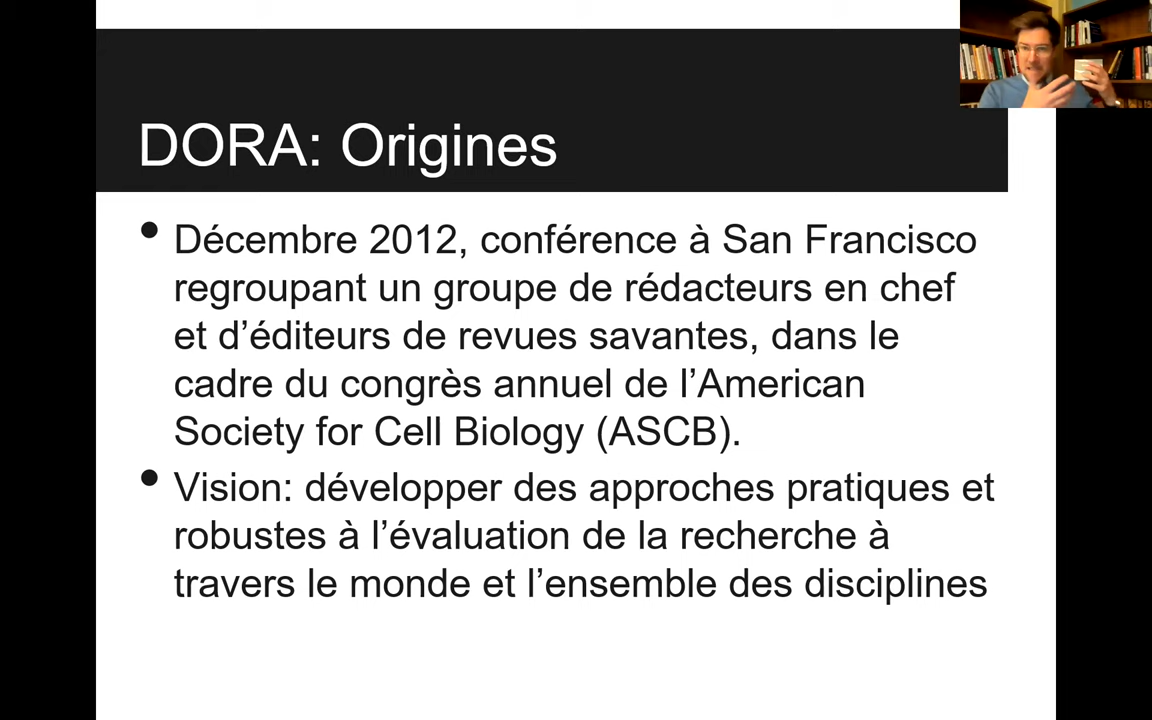 DORA: Origines
• Décembre 2012, conférence à San Francisco
regroupant un groupe de rédacteurs en chef
et d’éditeurs de revues savantes, dans le
cadre du congrès annuel de l’American
Society for Cell Biology (ASCB).
• Vision: développer des approches pratiques et
robustes à l’évaluation de la recherche à
travers le monde et l’ensemble des disciplines